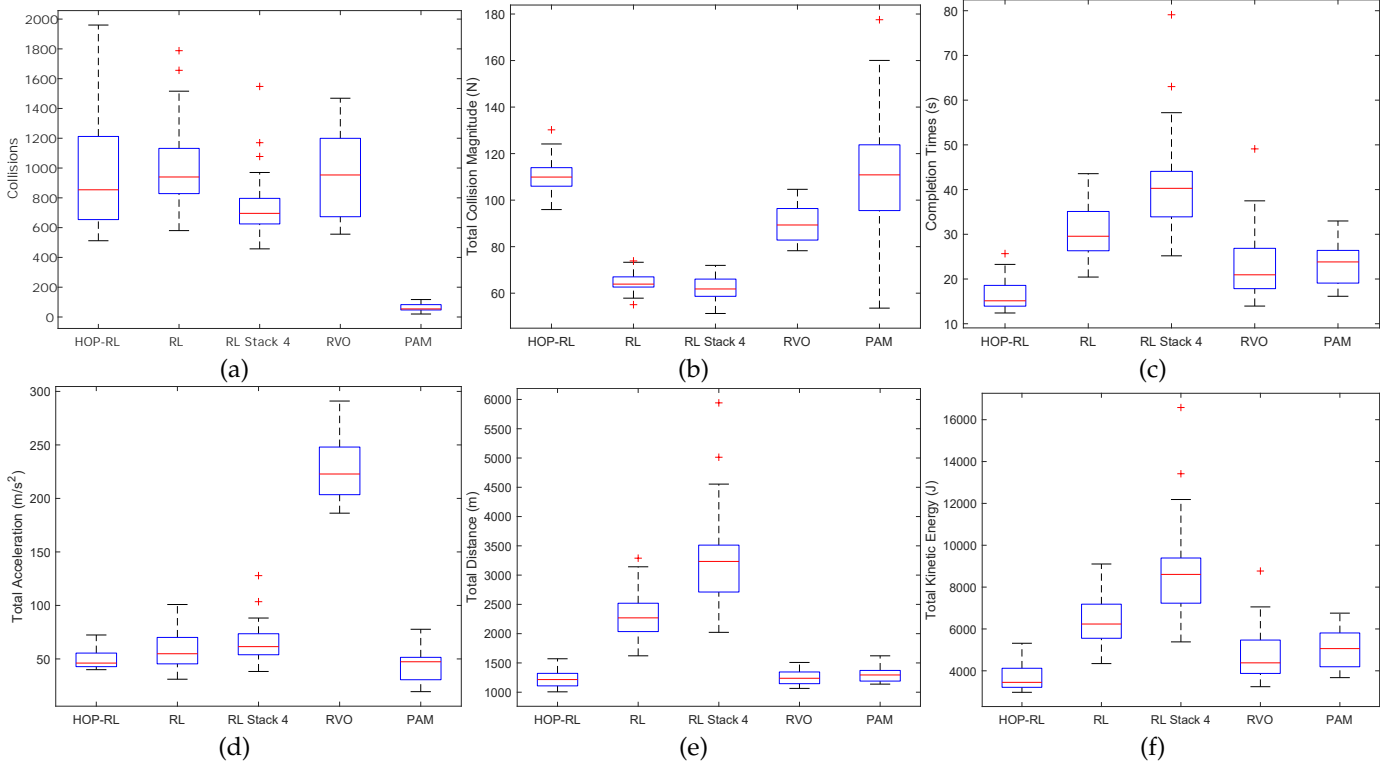 Collisions
2000
1800
1600
1400
1200
1000
800
600
400
200
0
HOP-RL RL RL Stack 4 RVO PAM
(a)
Total Collision Magnitude (N)
180
160
140
120
100
80
60
HOP-RL RL RL Stack 4 RVO PAM
(b)
Completion Times (s)
80
70
60
50
40
30
20
10
HOP-RL RL RL Stack 4 RVO PAM
(c)
Total Acceleration (m/s²)
300
250
200
150
100
50
HOP-RL RL RL Stack 4 RVO PAM
(d)
Total Distance (m)
6000
5500
5000
4500
4000
3500
3000
2500
2000
1500
1000
HOP-RL RL RL Stack 4 RVO PAM
(e)
Total Kinetic Energy (J)
16000
14000
12000
10000
8000
6000
4000
HOP-RL RL RL Stack 4 RVO PAM
(f)